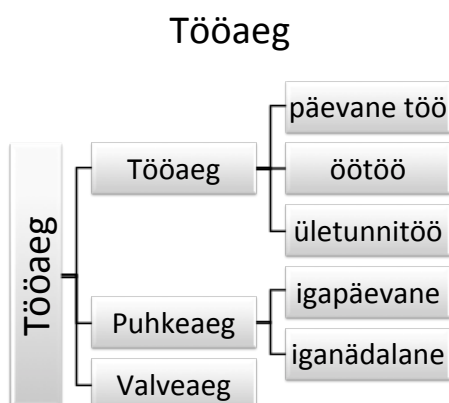 Tööaeg
Tööaeg
Tööaeg
päevane töö
öötöö
ületunnitöö
Puhkeaeg
igapäevane
iganädalane
Valveaeg